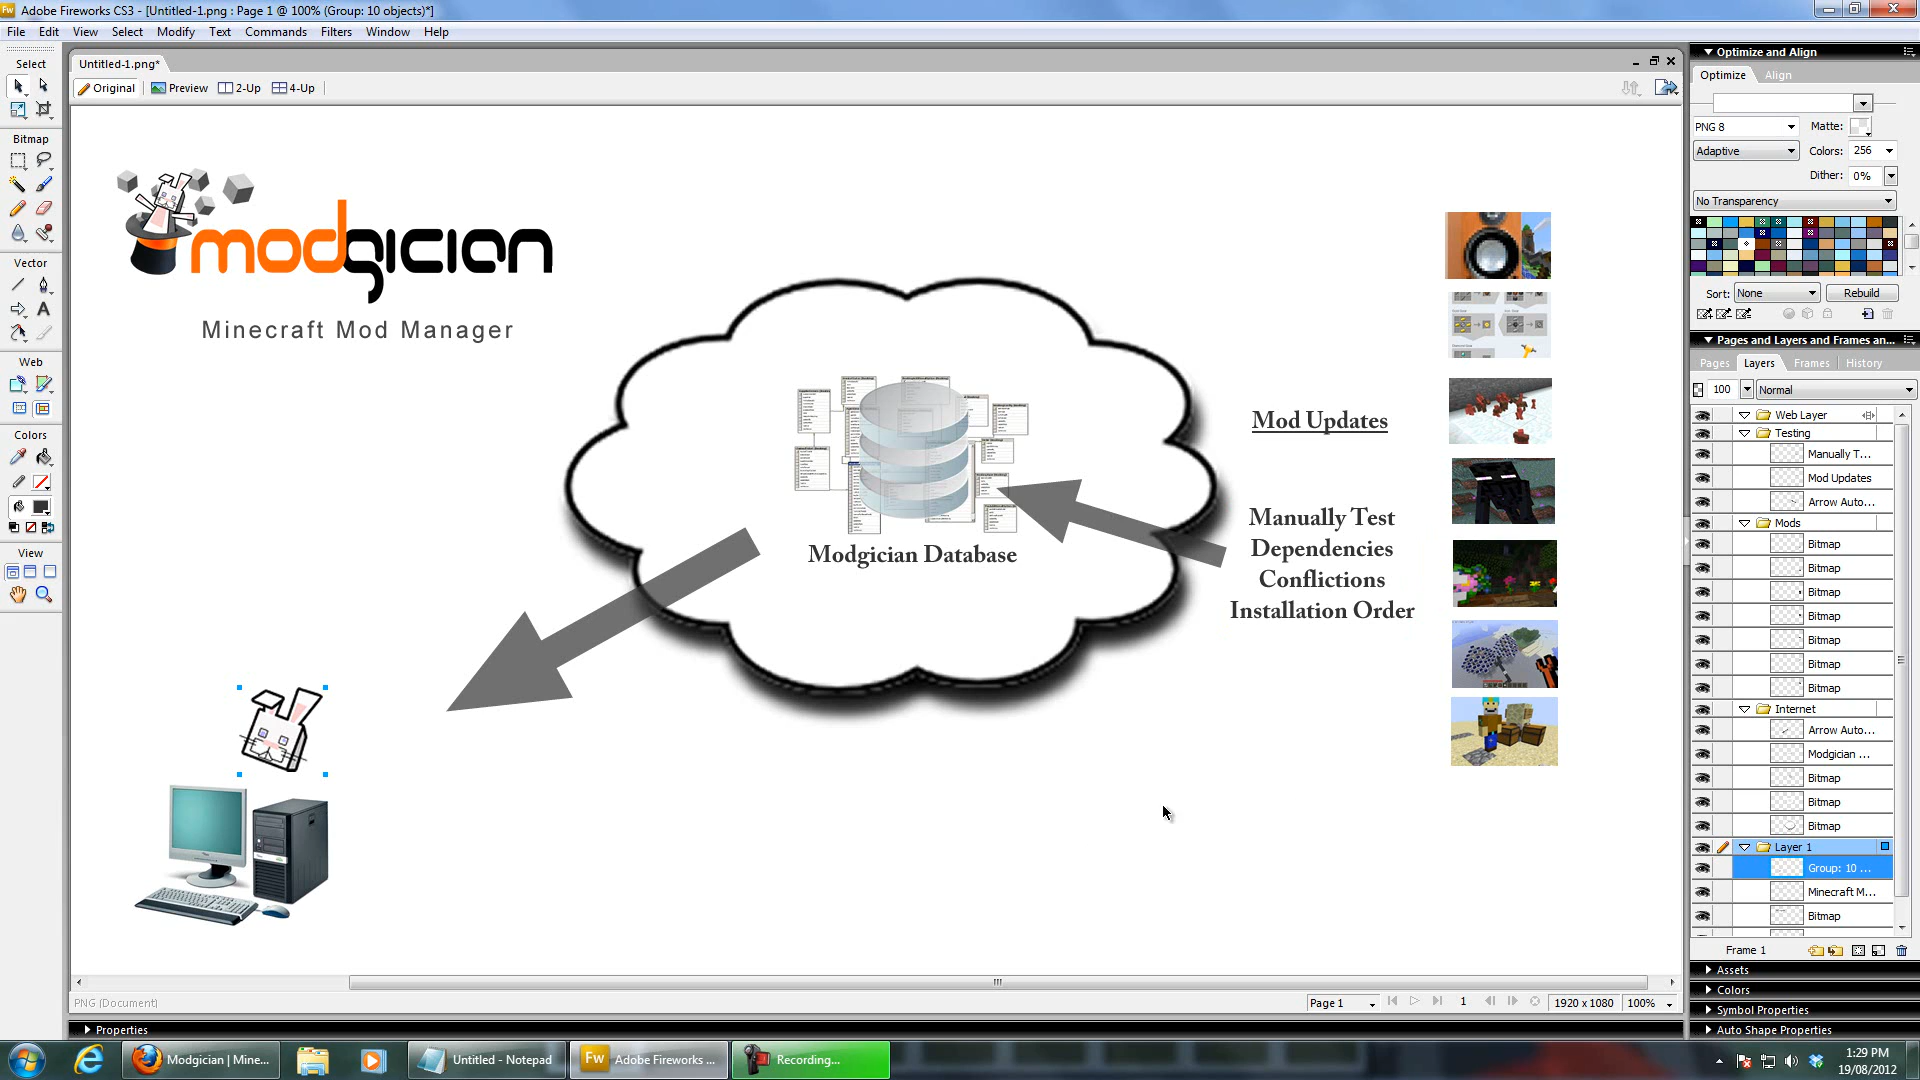 Adobe Fireworks CS3 - [Untitled-1.png : Page 1 @ 100% (Group: 10 objects)*]
File Edit View Select Modify Text Commands Filters Window Help
Select
Bitmap
Vector
Web
Colors
View
Untitled-1.png*
Original Preview 2-Up 4-Up
modgician
Minecraft Mod Manager
Modgician Database
Mod Updates
Manually Test
Dependencies
Conflictions
Installation Order
PNG (Document)
Page 1
1
1920 x 1080
100%
Properties
Optimize and Align
Optimize Align
PNG 8
Matte:
Adaptive
Colors: 256
Dither: 0%
No Transparency
Sort: None
Rebuild
Pages and Layers and Frames an...
Pages Layers Frames History
100 Normal
Web Layer
Testing
Manually T...
Mod Updates
Arrow Auto...
Mods
Bitmap
Bitmap
Bitmap
Bitmap
Bitmap
Bitmap
Bitmap
Internet
Arrow Auto...
Modgician ...
Bitmap
Bitmap
Bitmap
Layer 1
Group: 10 ...
Minecraft M...
Bitmap
Frame 1
Assets
Colors
Symbol Properties
Auto Shape Properties
Modgician | Mine...
Untitled - Notepad
Fw
Adobe Fireworks ...
Recording...
1:29 PM
19/08/2012